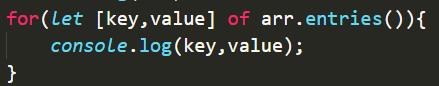 for(let [key,value] of arr.entries()){
    console.log(key,value);
}